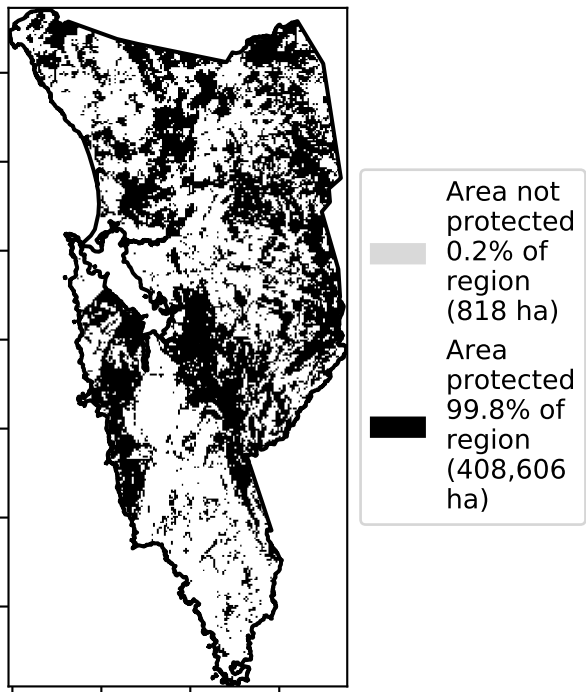 Area not
protected
0.2% of
region
(818 ha)
Area
protected
99.8% of
region
(408,606
ha)